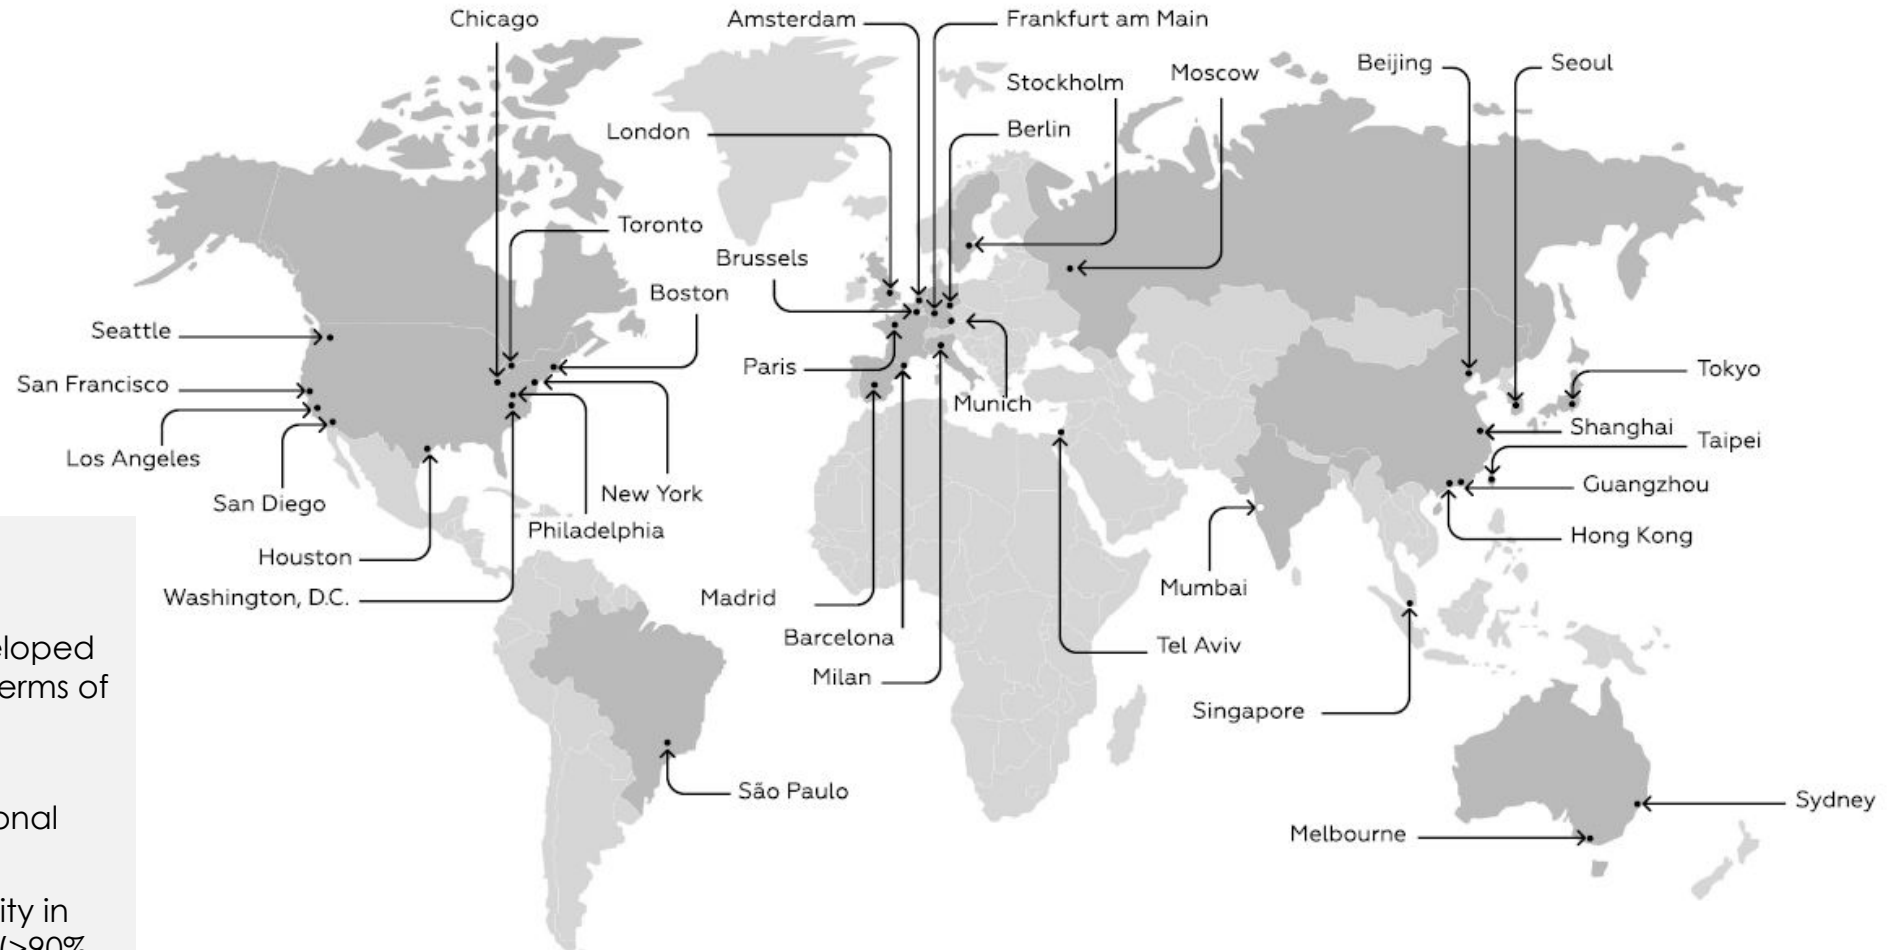 Chicago
Amsterdam
Frankfurt am Main
Stockholm
Moscow
Beijing
Seoul
London
Berlin
Toronto
Brussels
Boston
Seattle
San Francisco
Paris
Munich
Tokyo
Shanghai
Taipei
Los Angeles
San Diego
New York
Guangzhou
Philadelphia
Hong Kong
Houston
Washington, D.C.
Madrid
Mumbai
Barcelona
Tel Aviv
Milan
Singapore
São Paulo
Sydney
Melbourne
erms of
ity in